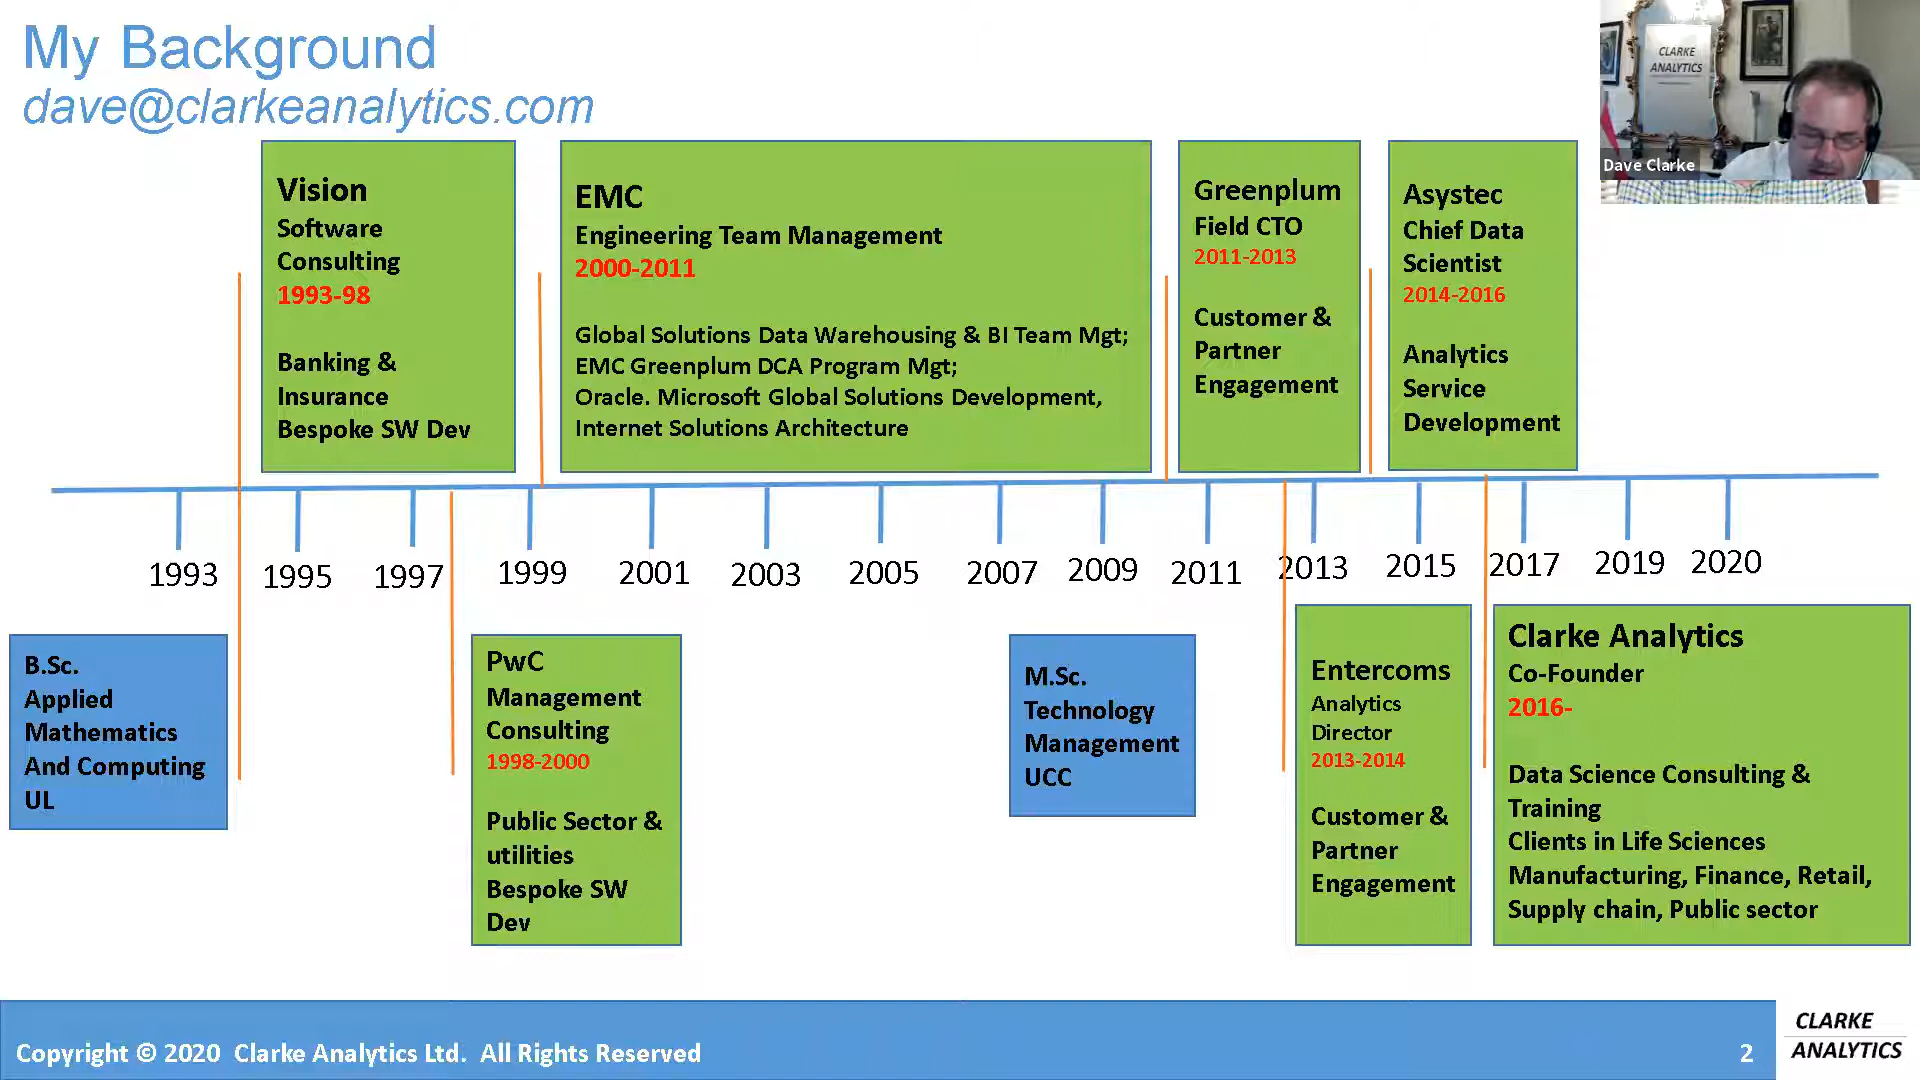 My Background
dave@clarkeanalytics.com
CLARKE
ANALYTICS
Dave Clarke
Vision
Software
Consulting
1993-98
Banking &
Insurance
Bespoke SW Dev
EMC
Engineering Team Management
2000-2011
Global Solutions Data Warehousing & BI Team Mgt;
EMC Greenplum DCA Program Mgt;
Oracle. Microsoft Global Solutions Development,
Internet Solutions Architecture
Greenplum
Field CTO
2011-2013
Customer &
Partner
Engagement
Asystec
Chief Data
Scientist
2014-2016
Analytics
Service
Development
1993 1995 1997 1999 2001 2003 2005 2007 2009 2011 2013 2015 2017 2019 2020
B.Sc.
Applied
Mathematics
And Computing
UL
PwC
Management
Consulting
1998-2000
Public Sector &
utilities
Bespoke SW
Dev
M.Sc.
Technology
Management
UCC
Entercoms
Analytics
Director
2013-2014
Customer &
Partner
Engagement
Clarke Analytics
Co-Founder
2016-
Data Science Consulting &
Training
Clients in Life Sciences
Manufacturing, Finance, Retail,
Supply chain, Public sector
Copyright © 2020 Clarke Analytics Ltd. All Rights Reserved
2
CLARKE
ANALYTICS